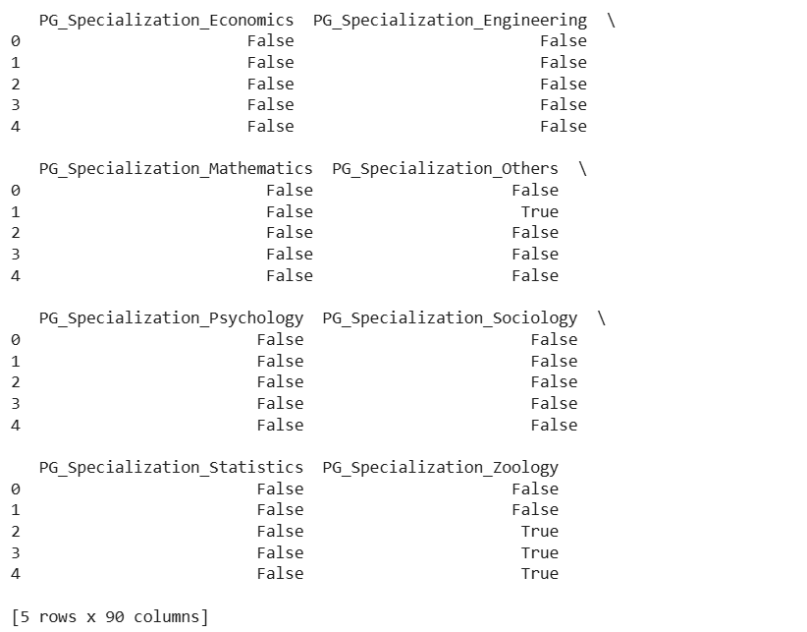 PG_Specialization_Economics  PG_Specialization_Engineering  \
0                        False                          False
1                        False                          False
2                        False                          False
3                        False                          False
4                        False                          False

   PG_Specialization_Mathematics  PG_Specialization_Others  \
0                          False                     False
1                          False                      True
2                          False                     False
3                          False                     False
4                          False                     False

   PG_Specialization_Psychology  PG_Specialization_Sociology  \
0                         False                        False
1                         False                        False
2                         False                        False
3                         False                        False
4                         False                        False

   PG_Specialization_Statistics  PG_Specialization_Zoology
0                         False                      False
1                         False                      False
2                         False                       True
3                         False                       True
4                         False                       True

[5 rows x 90 columns]